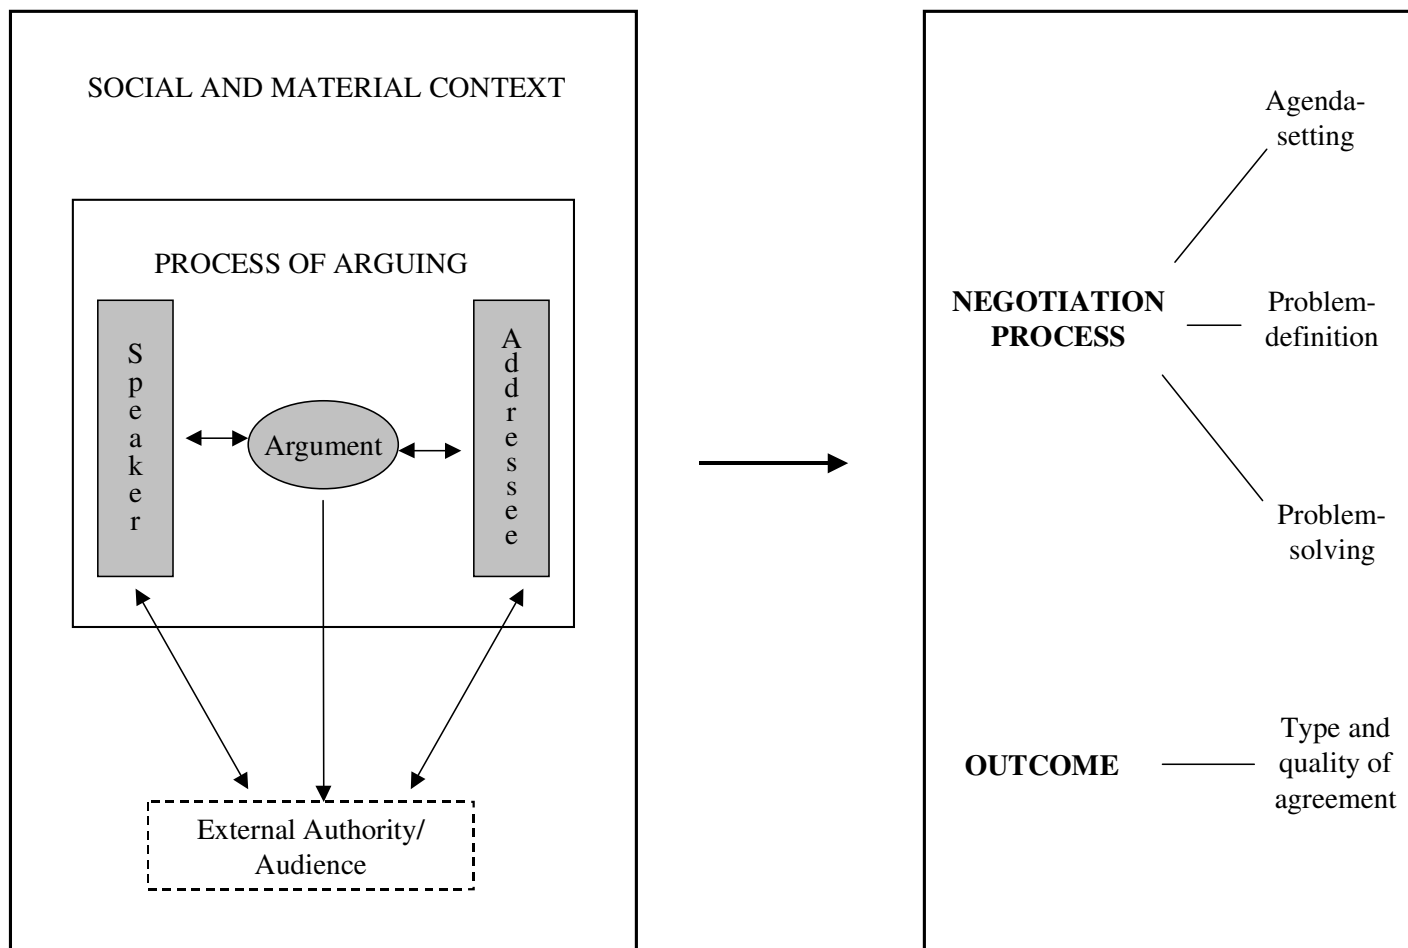 SOCIAL AND MATERIAL CONTEXT
PROCESS OF ARGUING
Speaker
Argument
Addressee
External Authority/
Audience
NEGOTIATION
PROCESS
Agenda-
setting
Problem-
definition
Problem-
solving
OUTCOME
Type and
quality of
agreement